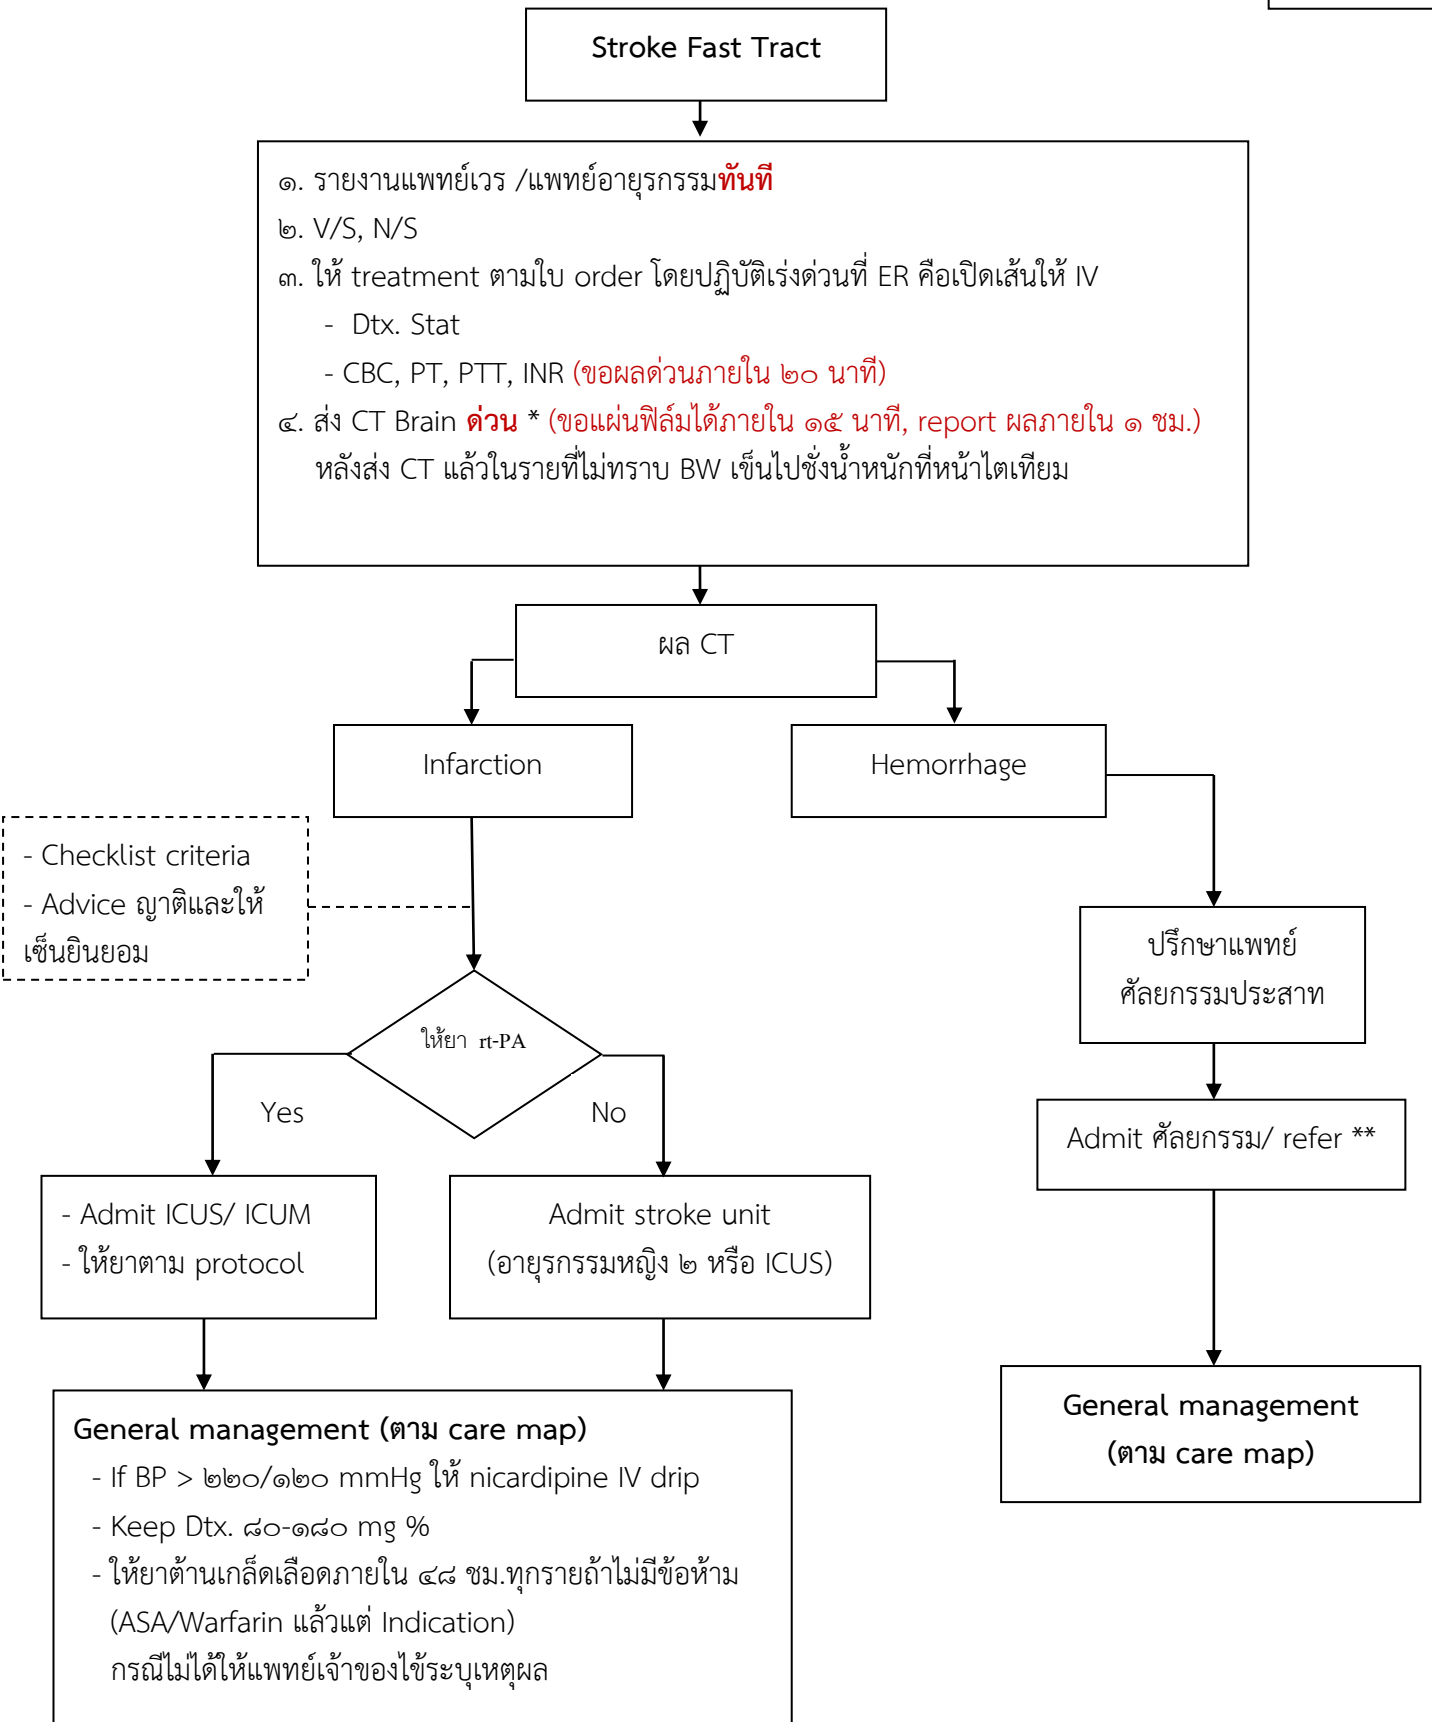 Stroke Fast Tract
๑. รายงานแพทย์เวร /แพทย์อายุรกรรมทันที
๒. V/S, N/S
๓. ให้ treatment ตามใบ order โดยปฏิบัติเร่งด่วนที่ ER คือเปิดเส้นให้ IV
- Dtx. Stat
- CBC, PT, PTT, INR (ขอผลด่วนภายใน ๒๐ นาที)
๔. ส่ง CT Brain ด่วน * (ขอแผ่นฟิล์มได้ภายใน ๑๕ นาที, report ผลภายใน ๑ ชม.)
หลังส่ง CT แล้วในรายที่ไม่ทราบ BW เข็นไปชั่งน้ำหนักที่หน้าไตเทียม
ผล CT
Infarction
Hemorrhage
- Checklist criteria
- Advice ญาติและให้
เซ็นยินยอม
ปรึกษาแพทย์
ศัลยกรรมประสาท
ให้ยา rt-PA
Yes
No
Admit ศัลยกรรม/ refer **
- Admit ICUS/ ICUM
- ให้ยาตาม protocol
Admit stroke unit
(อายุรกรรมหญิง ๒ หรือ ICUS)
General management (ตาม care map)
- If BP > ๒๒๐/๑๒๐ mmHg ให้ nicardipine IV drip
- Keep Dtx. ๘๐-๑๘๐ mg %
- ให้ยาต้านเกล็ดเลือดภายใน ๔๘ ชม.ทุกรายถ้าไม่มีข้อห้าม
(ASA/Warfarin แล้วแต่ Indication)
กรณีไม่ได้ให้แพทย์เจ้าของไข้ระบุเหตุผล
General management
(ตาม care map)